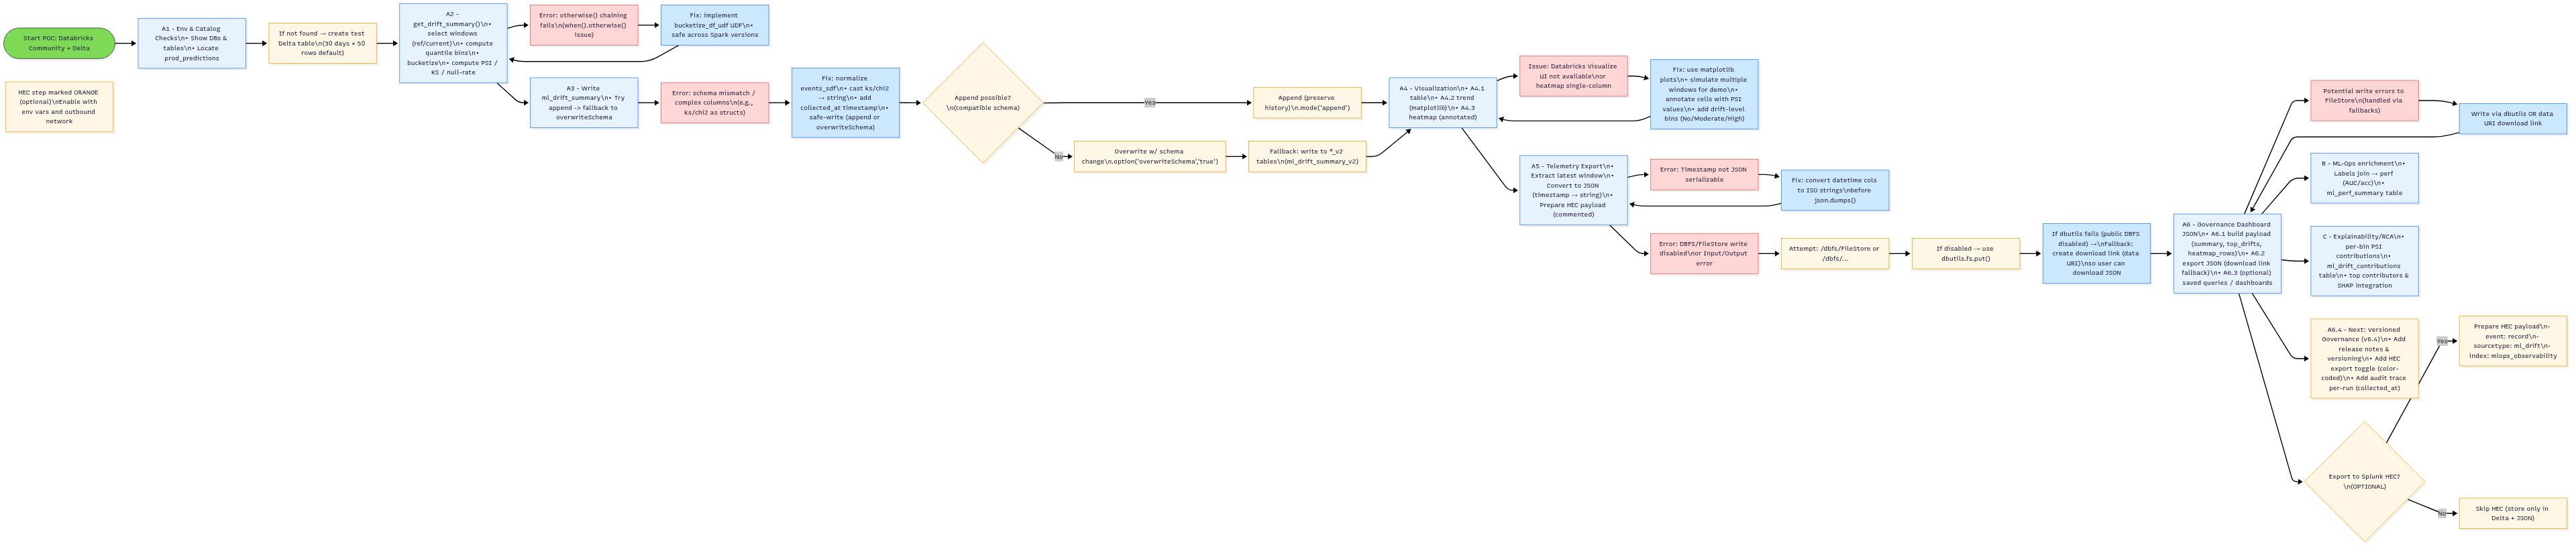 Start POC: Databricks
Community + Delta
HEC step marked ORANGE
(optional)\nEnable with
env vars and outbound
network
A1 - Env & Catalog
Checks\n• Show DBs &
tables\n• Locate
prod_predictions
If not found → create test
Delta table\n(30 days * 50
rows default)
A2 -
get_drift_summary()\n•
select windows
(ref/current)\n• compute
quantile bins\n•
bucketize\n• compute PSI /
KS / null-rate
Error: otherwise() chaining
fails\n(when().otherwise()
issue)
Fix: implement
bucketize_df_udf UDF\n•
safe across Spark versions
A3 - Write
ml_drift_summary\n• Try
append -> fallback to
overwriteSchema
Error: schema mismatch /
complex columns\n(e.g.,
ks/chi2 as structs)
Fix: normalize
events_sdf\n• cast ks/chi2
→ string\n• add
collected_at timestamp\n•
safe-write (append or
overwriteSchema)
Append possible?
\n(compatible schema)
Yes
No
Append (preserve
history)\n.mode('append')
Overwrite w/ schema
change\n.option('overwriteSchema','true')
Fallback: write to *_v2
tables\n(ml_drift_summary_v2)
A4 - Visualization\n• A4.1
table\n• A4.2 trend
(matplotlib)\n• A4.3
heatmap (annotated)
Issue: Databricks Visualize
UI not available\nor
heatmap single-column
Fix: use matplotlib
plots\n• simulate multiple
windows for demo\n•
annotate cells with PSI
values\n• add drift-level
bins (No/Moderate/High)
A5 - Telemetry Export\n•
Extract latest window\n•
Convert to JSON
(timestamp → string)\n•
Prepare HEC payload
(commented)
Error: Timestamp not JSON
serializable
Fix: convert datetime cols
to ISO strings\nbefore
json.dumps()
Error: DBFS/FileStore write
disabled\nor Input/Output
error
Attempt: /dbfs/FileStore or
/dbfs/...
If disabled → use
dbutils.fs.put()
If dbutils fails (public DBFS
disabled) →\nFallback:
create download link (data
URI)\nso user can
download JSON
A6 - Governance Dashboard
JSON\n• A6.1 build payload
(summary, top_drifts,
heatmap_rows)\n• A6.2
export JSON (download link
fallback)\n• A6.3 (optional)
saved queries / dashboards
Potential write errors to
FileStore\n(handled via
fallbacks)
Write via dbutils OR data
URI download link
B - ML-Ops enrichment\n•
Labels join → perf
(AUC/acc)\n•
ml_perf_summary table
C - Explainability/RCA\n•
per-bin PSI
contributions\n•
ml_drift_contributions
table\n• top contributors &
SHAP integration
A6.4 - Next: Versioned
Governance (v6.4)\n• Add
release notes &
versioning\n• Add HEC
export toggle (color-
coded)\n• Add audit trace
per-run (collected_at)
Export to Splunk HEC?
\n(OPTIONAL)
Yes
No
Prepare HEC payload\n-
event: record\n-
sourcetype: ml_drift\n-
index: mlops_observability
Skip HEC (store only in
Delta + JSON)